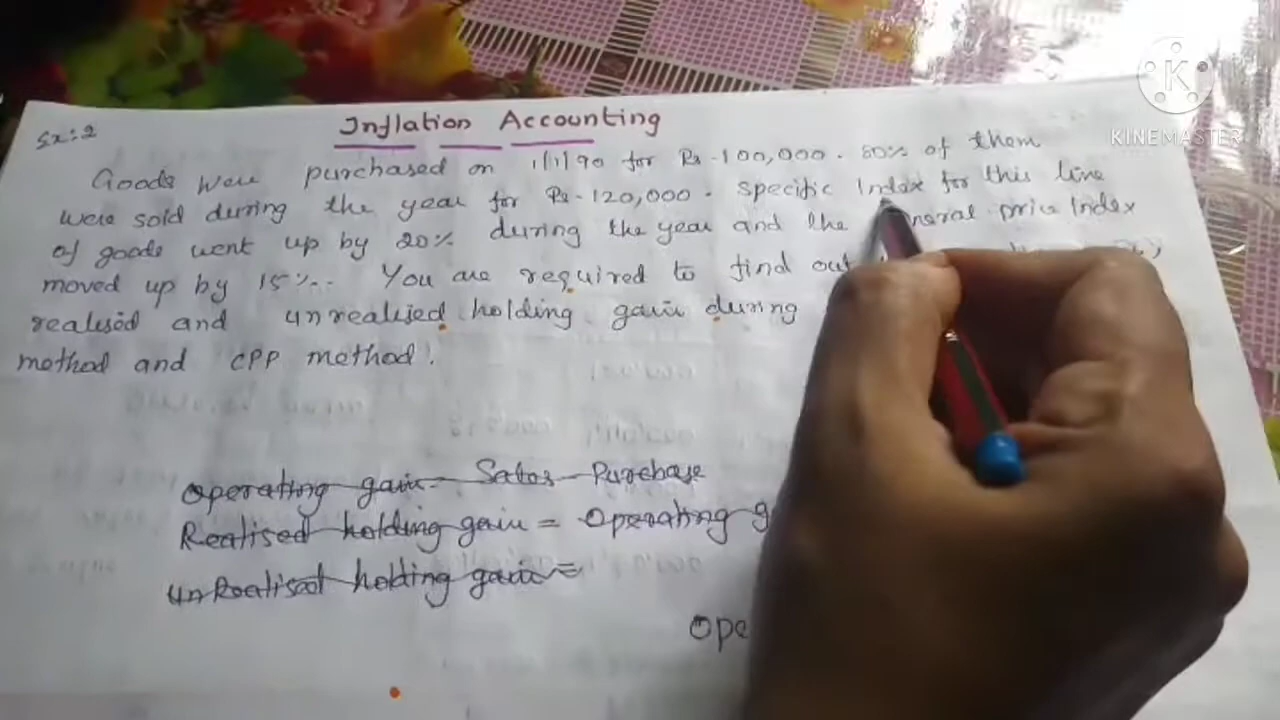 Ex:2
Inflation Accounting
Goods were purchased on 1/1/90 for Rs-100,000. 80% of them
were sold during the year for Rs-120,000. specific Index for this line
of goods went up by 20% during the year and the price Index
moved up by 15%. You are required to find out
realised and unrealised holding gain during
method and CPP method.
Operating gain= Sales - Purchase
Realised holding gain = Operating
UnRealised holding gain =
K
KINEMASTER